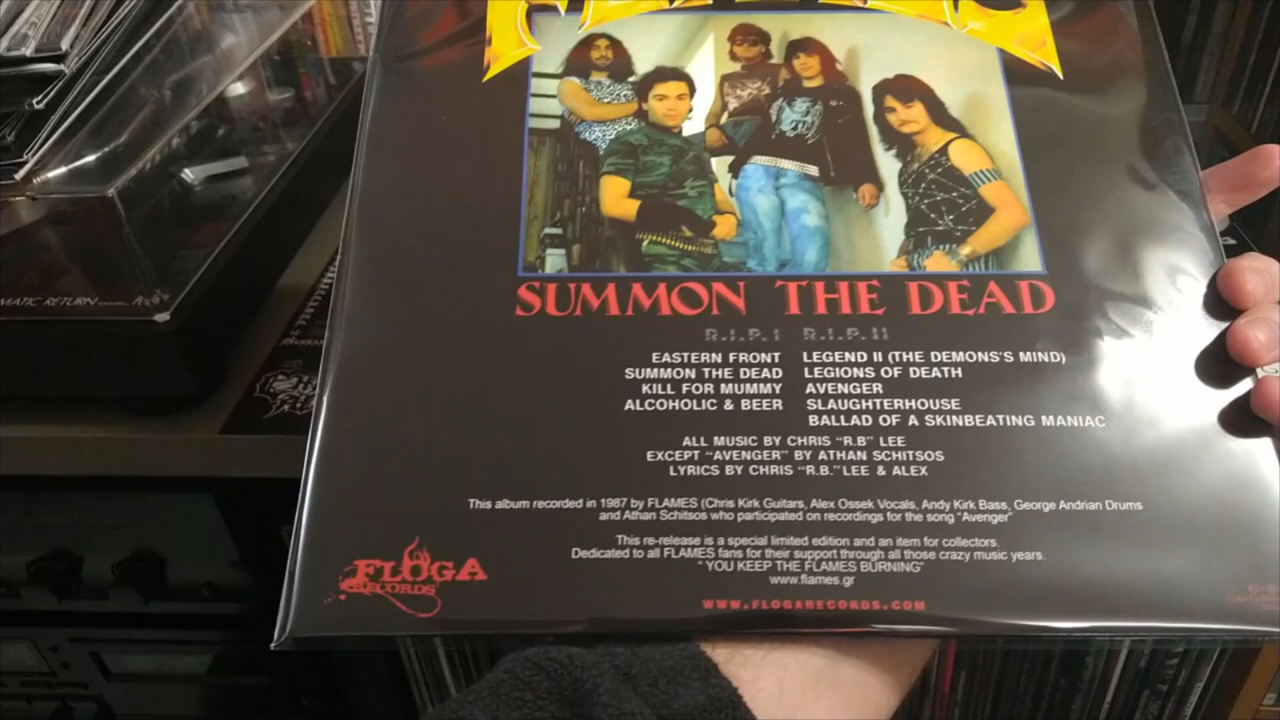 MATIC RETURN
SUMMON THE DEAD
R.I.P. I R.I.P. II
EASTERN FRONT LEGEND II (THE DEMONS'S MIND)
SUMMON THE DEAD LEGIONS OF DEATH
KILL FOR MUMMY AVENGER
ALCOHOLIC & BEER SLAUGHTERHOUSE
BALLAD OF A SKINBEATING MANIAC
ALL MUSIC BY CHRIS "R.B" LEE
EXCEPT "AVENGER" BY ATHAN SCHITSOS
LYRICS BY CHRIS "R.B." LEE & ALEX
This album recorded in 1987 by FLAMES (Chris Kirk Guitars, Alex Ossek Vocals, Andy Kirk Bass, George Andrian Drums
and Athan Schitsos who participated on recordings for the song "Avenger"
This re-release is a special limited edition and an item for collectors.
Dedicated to all FLAMES fans for their support through all those crazy music years.
" YOU KEEP THE FLAMES BURNING"
www.flames.gr
FLOGA
RECORDS
WWW.FLOGARECORDS.COM